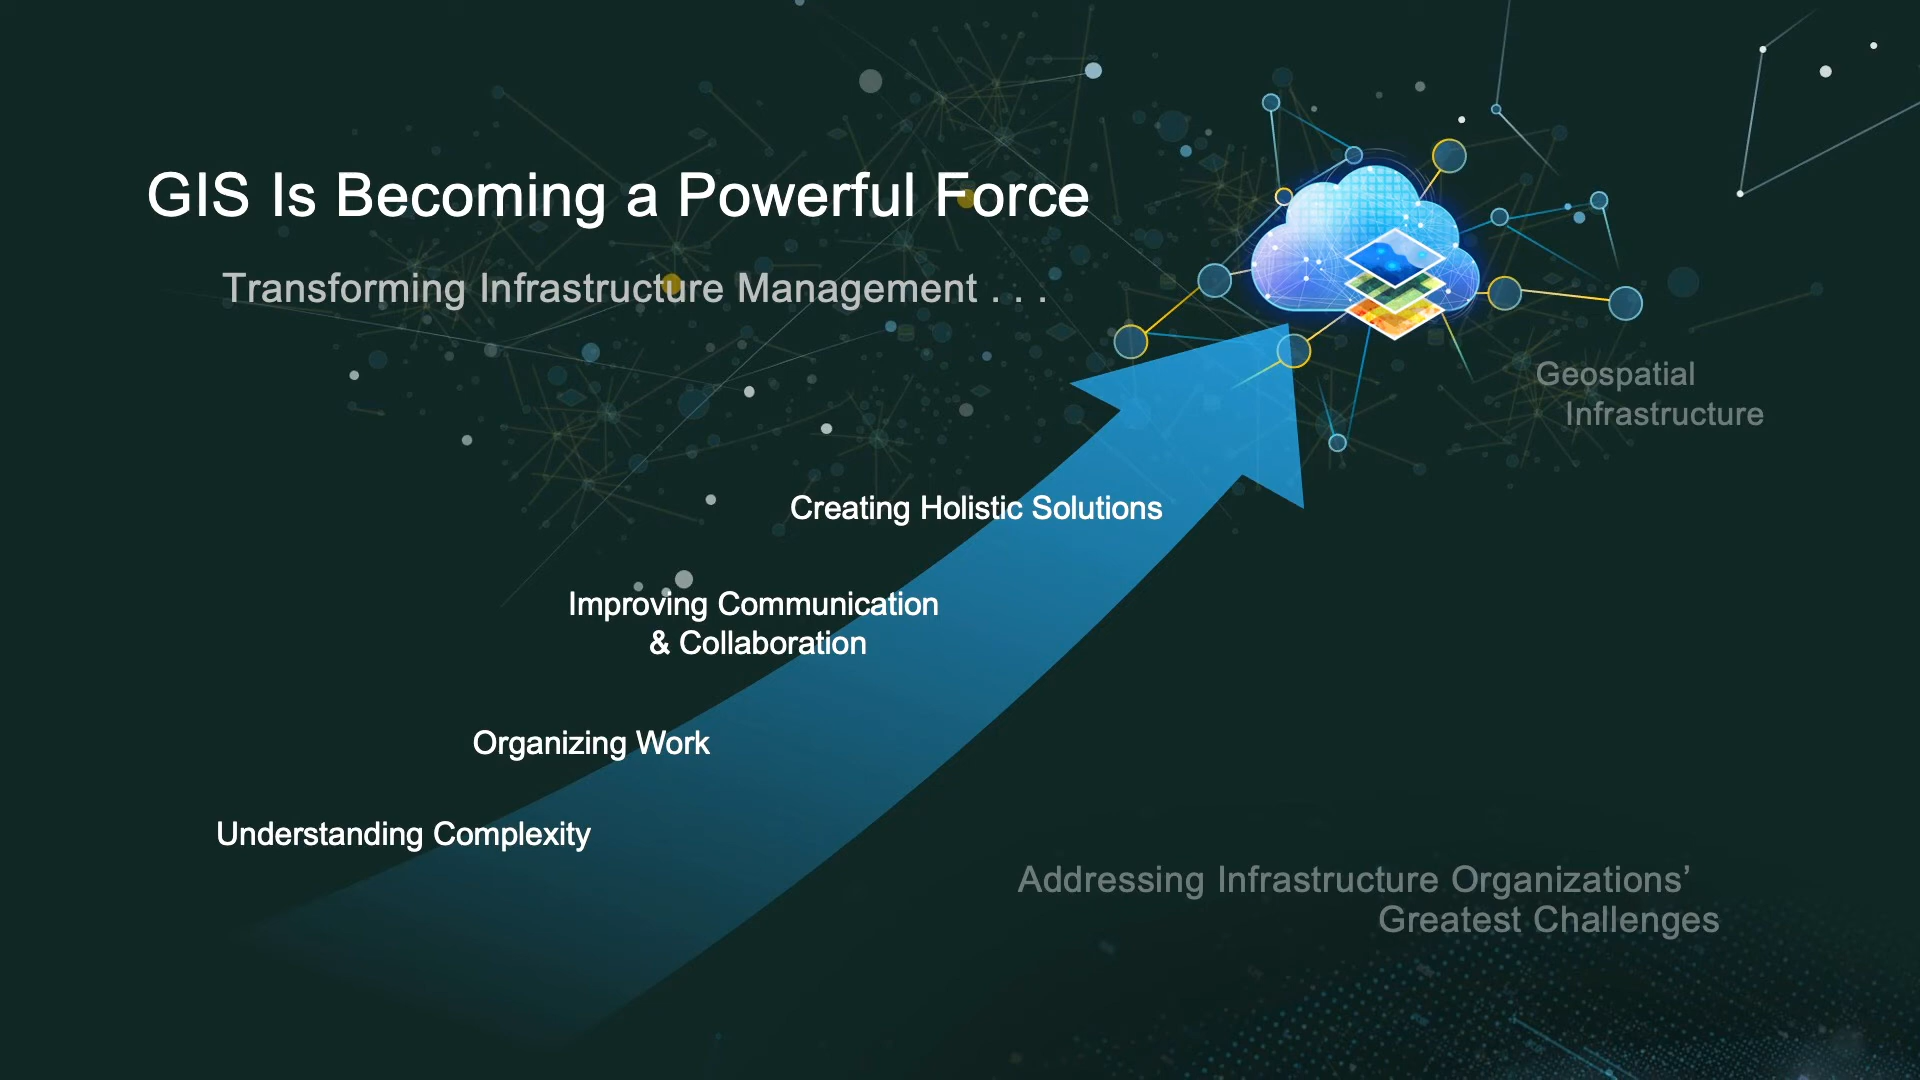 GIS Is Becoming a Powerful Force
Transforming Infrastructure Management . . .
Geospatial
Infrastructure
Creating Holistic Solutions
Improving Communication
& Collaboration
Organizing Work
Understanding Complexity
Addressing Infrastructure Organizations’
Greatest Challenges